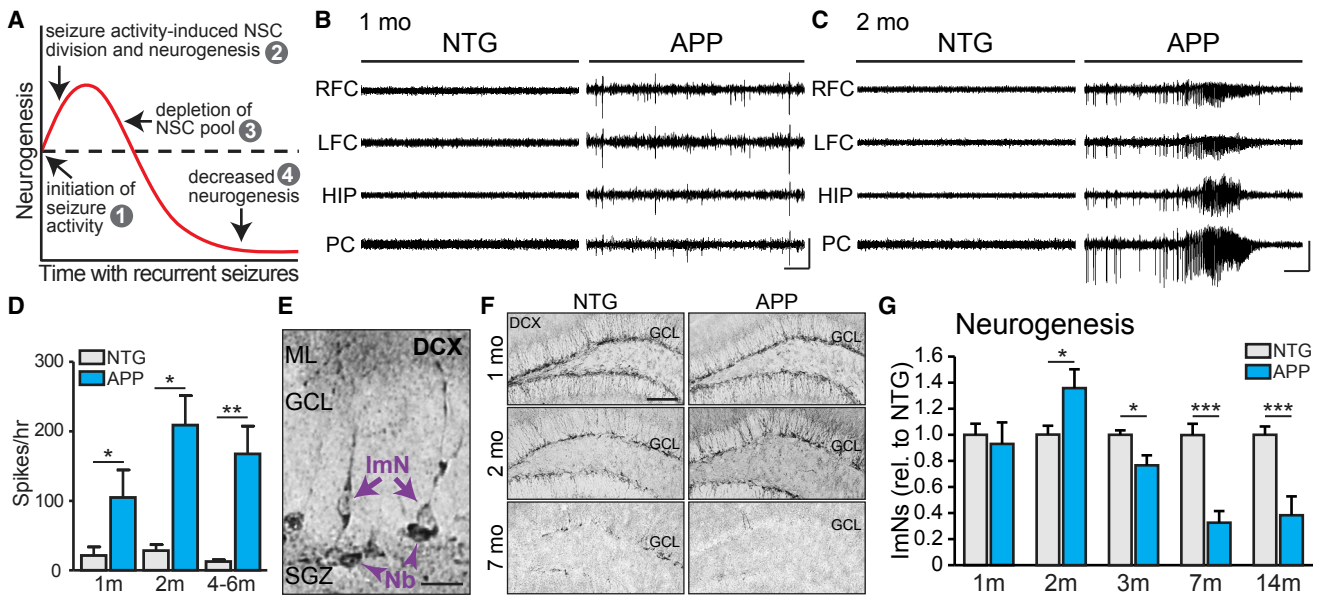 A
seizure activity-induced NSC
division and neurogenesis 2
depletion of
NSC pool 3
initiation of
seizure
activity 1
decreased 4
neurogenesis
Neurogenesis
Time with recurrent seizures
B
1 mo
NTG APP
RFC
LFC
HIP
PC
C
2 mo
NTG APP
RFC
LFC
HIP
PC
D
Spikes/hr
300
200
100
0
NTG
APP
*
*
**
1m 2m 4-6m
E
DCX
ML
GCL
ImN
Nb
SGZ
F
NTG APP
1 mo
DCX
GCL
GCL
2 mo
GCL
GCL
7 mo
GCL
GCL
G
Neurogenesis
ImNs (rel. to NTG)
1.6
1.4
1.2
1.0
0.8
0.6
0.4
0.2
0
NTG
APP
*
*
***
***
1m 2m 3m 7m 14m